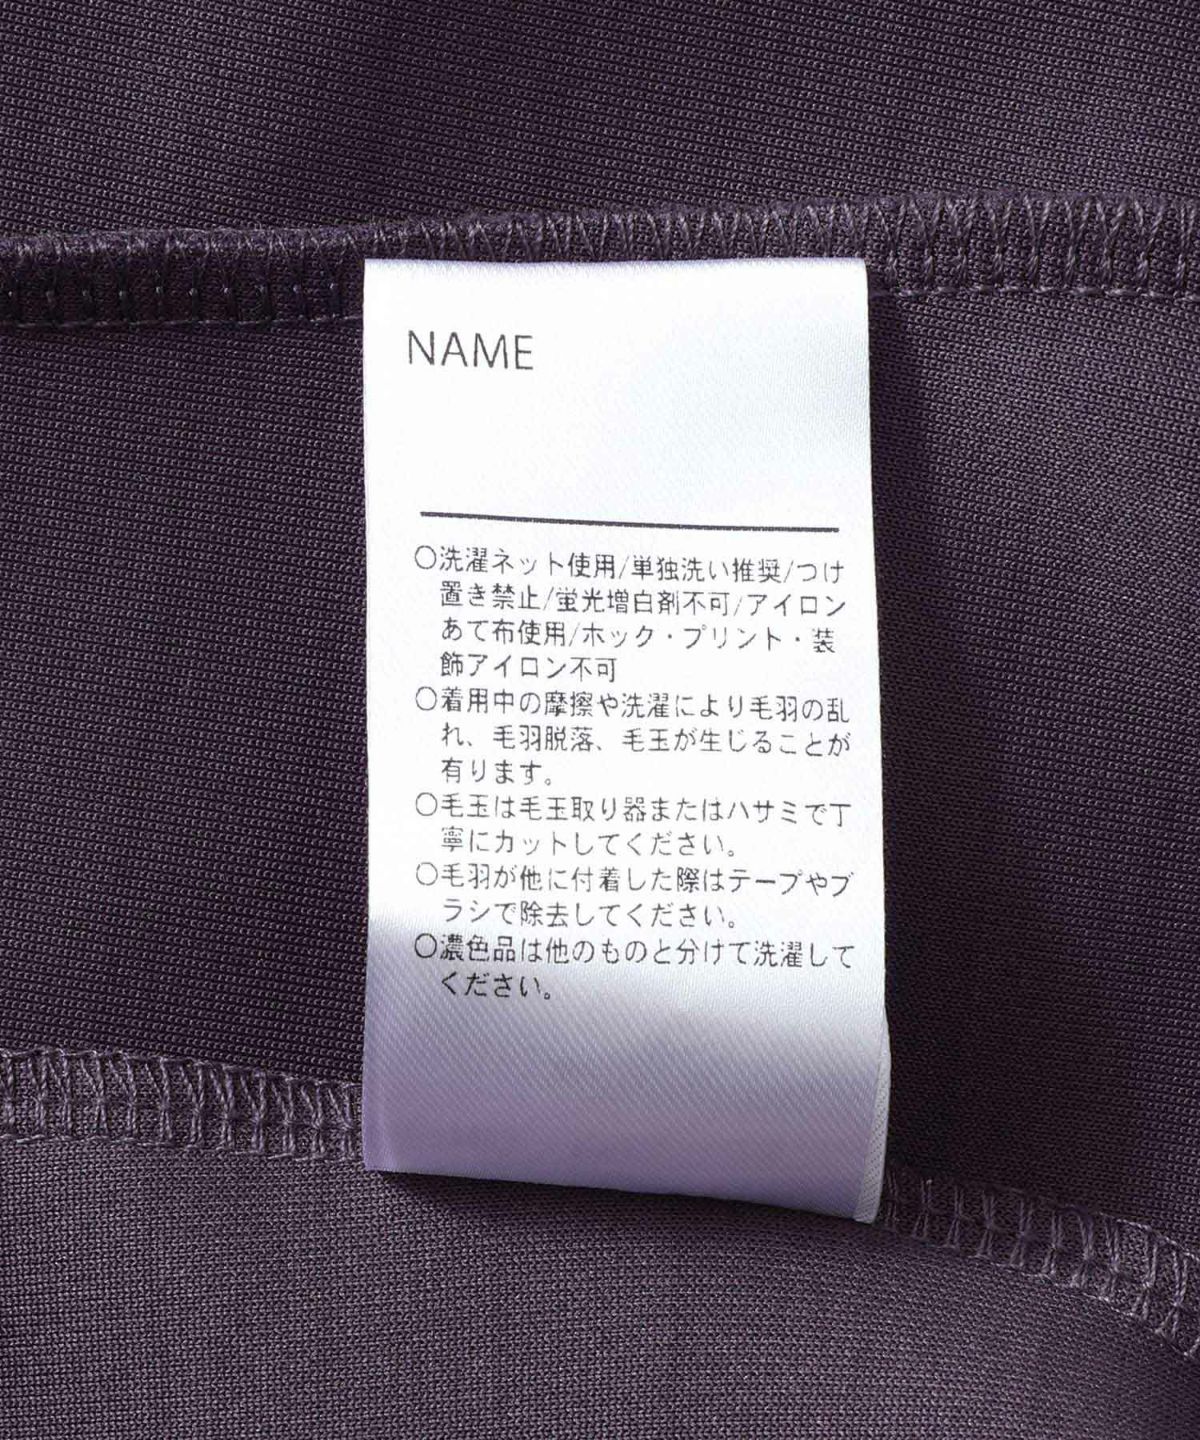 NAME
○洗濯ネット使用/単独洗い推奨/つけ
置き禁止/蛍光増白剤不可/アイロン
あて布使用/ホック・プリント・装
飾アイロン不可
○着用中の摩擦や洗濯により毛羽の乱
れ、毛羽脱落、毛玉が生じることが
有ります。
○毛玉は毛玉取り器またはハサミで丁
寧にカットしてください。
○毛羽が他に付着した際はテープやブ
ラシで除去してください。
○濃色品は他のものと分けて洗濯して
ください。